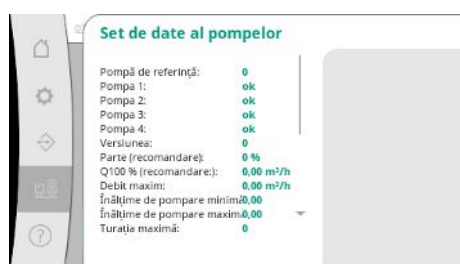 Set de date al pompelor
Pompă de referință: 0
Pompa 1: ok
Pompa 2: ok
Pompa 3: ok
Pompa 4: ok
Versiunea: 0
Parte (recomandare): 0 %
Q100 % (recomandare:): 0,00 m³/h
Debit maxim: 0,00 m³/h
Înălțime de pompare minimă 0,00
Înălțime de pompare maximă 0,00
Turația maximă: 0
?